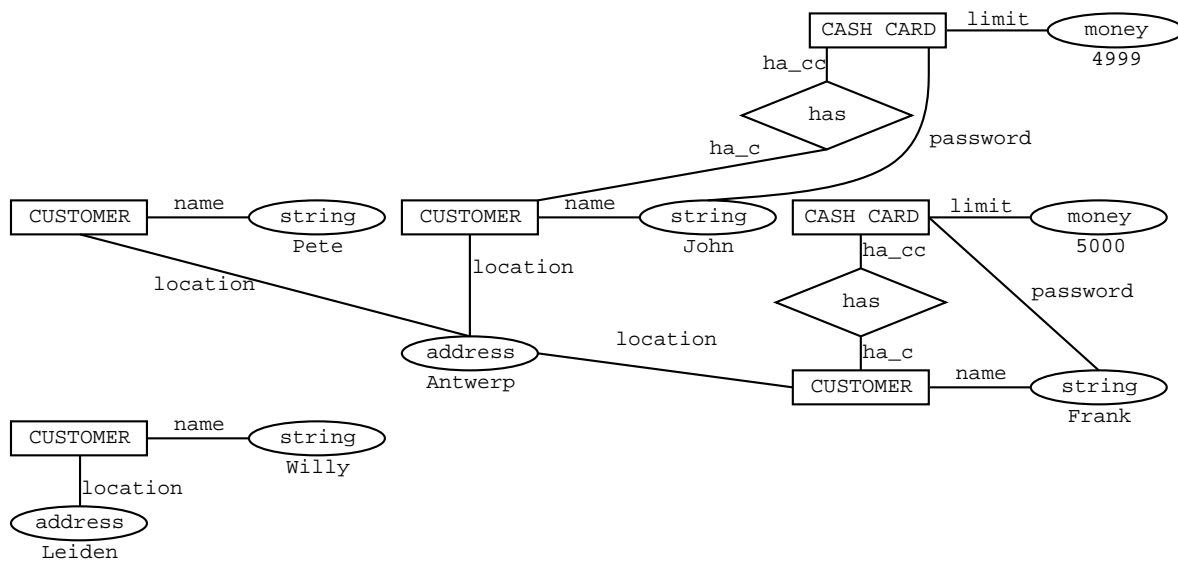 CASH CARD limit money
4999
ha_cc
has
ha_c
password
CUSTOMER name string
Pete
CUSTOMER name string
John
CASH CARD limit money
5000
location
location
ha_cc
has
password
location
address
Antwerp
ha_c
CUSTOMER name string
Frank
CUSTOMER name string
Willy
location
address
Leiden